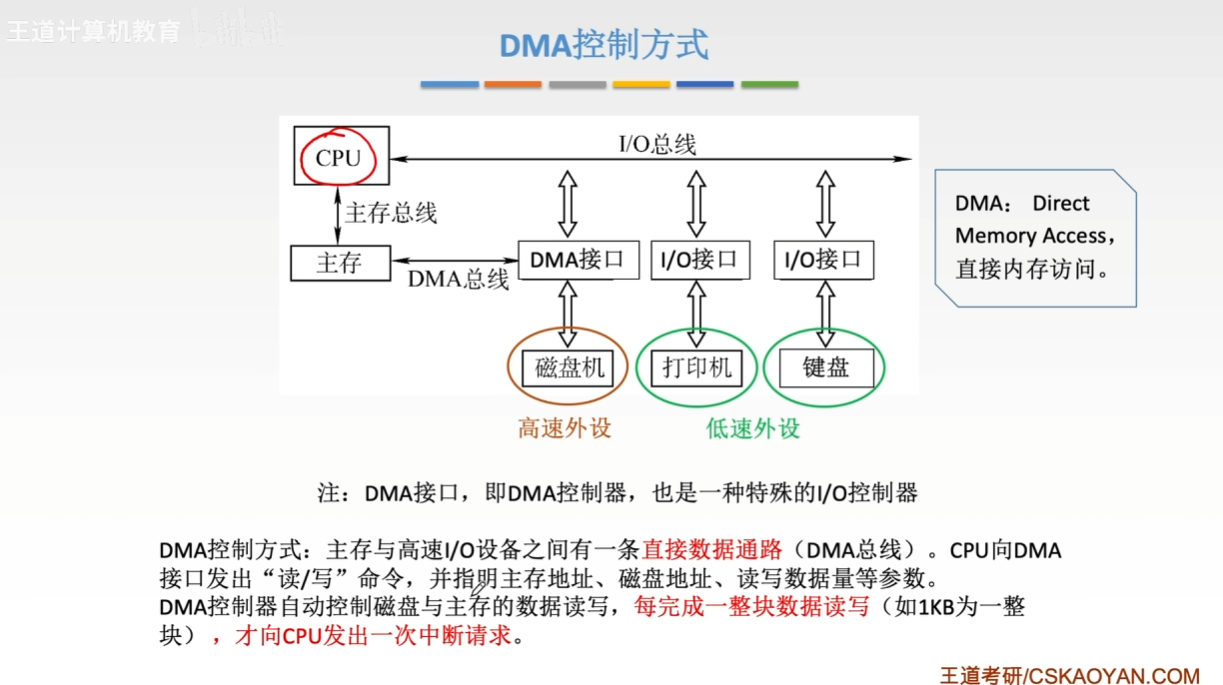 王道计算机教育
DMA控制方式
CPU
I/O总线
主存总线
主存
DMA总线
DMA接口
I/O接口
I/O接口
磁盘机
打印机
键盘
高速外设
低速外设
DMA： Direct
Memory Access，
直接内存访问。
注：DMA接口，即DMA控制器，也是一种特殊的I/O控制器
DMA控制方式：主存与高速I/O设备之间有一条直接数据通路（DMA总线）。CPU向DMA
接口发出“读/写”命令，并指明主存地址、磁盘地址、读写数据量等参数。
DMA控制器自动控制磁盘与主存的数据读写，每完成一整块数据读写（如1KB为一整
块），才向CPU发出一次中断请求。
王道考研/CSKAOYAN.COM